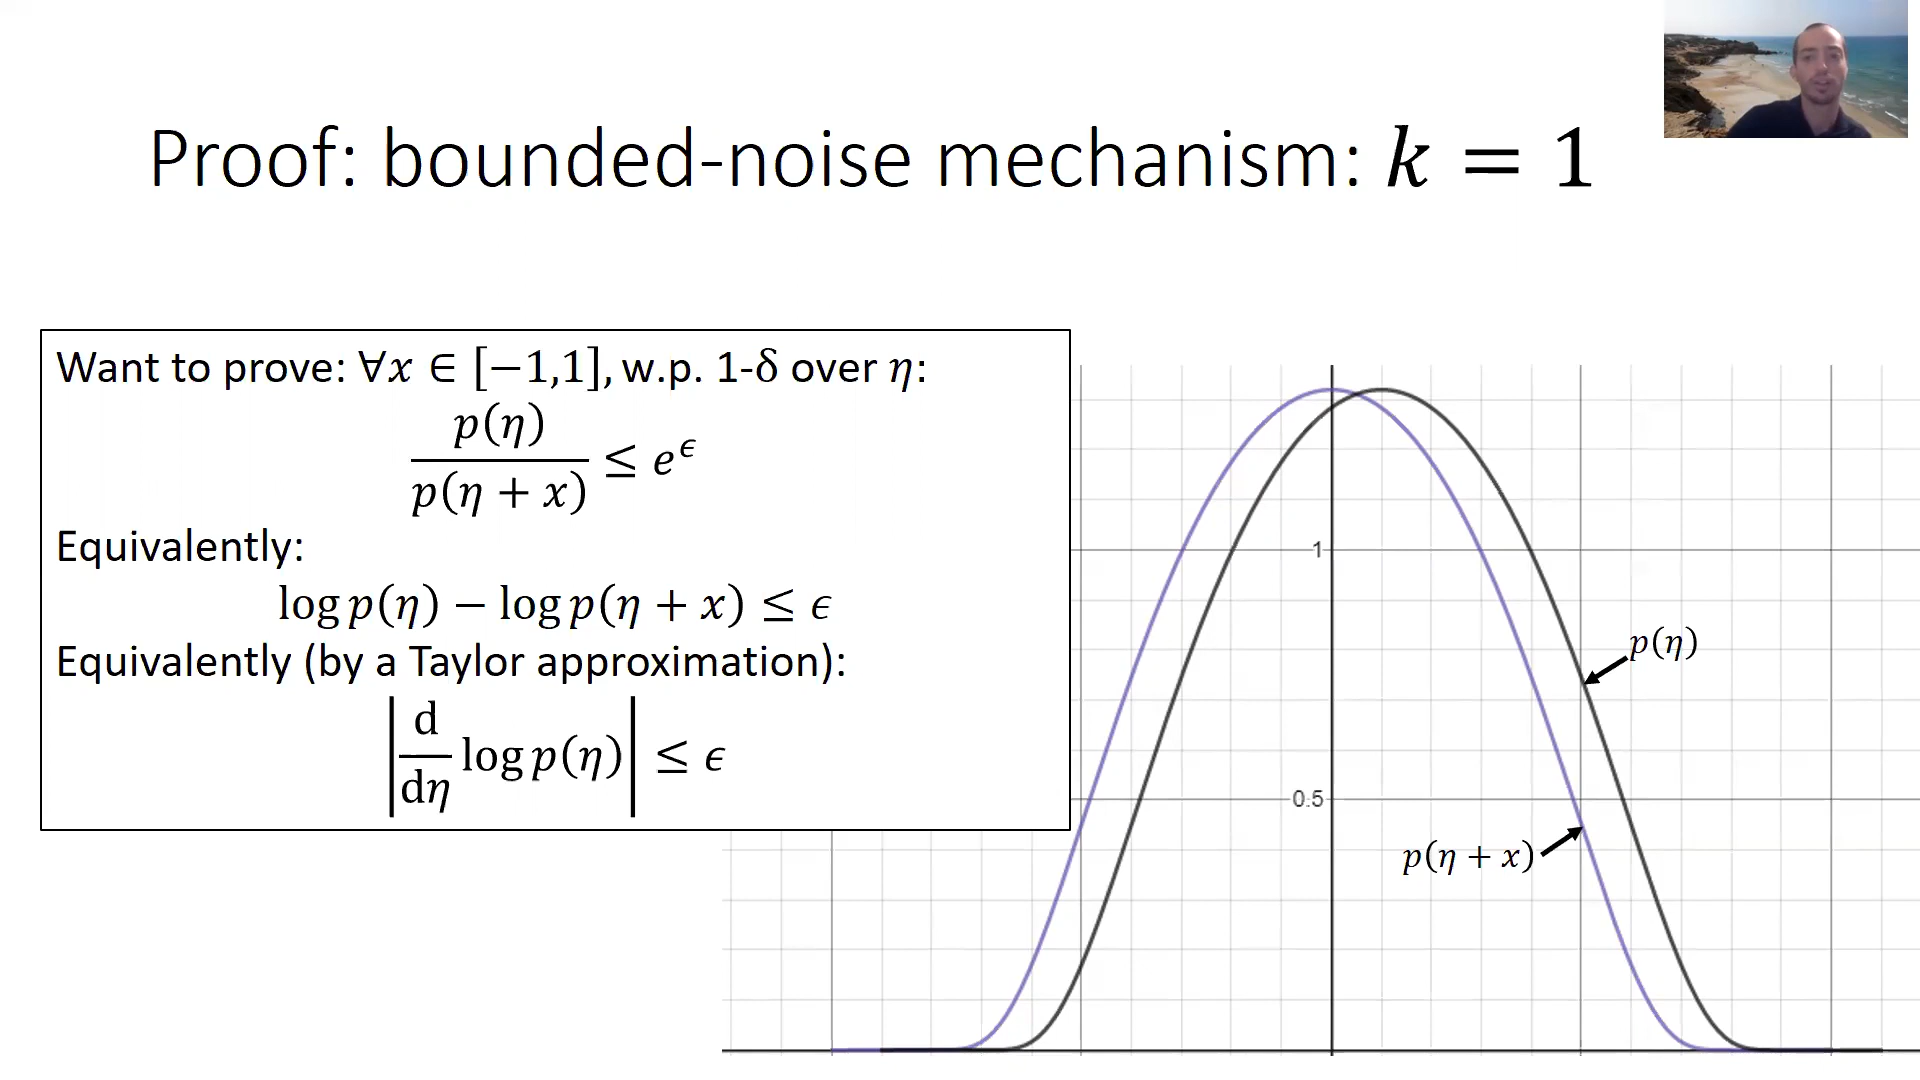 Proof: bounded-noise mechanism: k = 1
Want to prove: ∀x ∈ [−1,1], w.p. 1-δ over η:
p(η) / p(η + x) ≤ e^ϵ
Equivalently:
log p(η) − log p(η + x) ≤ ϵ
Equivalently (by a Taylor approximation):
|d/dη log p(η)| ≤ ϵ
1
p(η)
0.5
p(η + x)